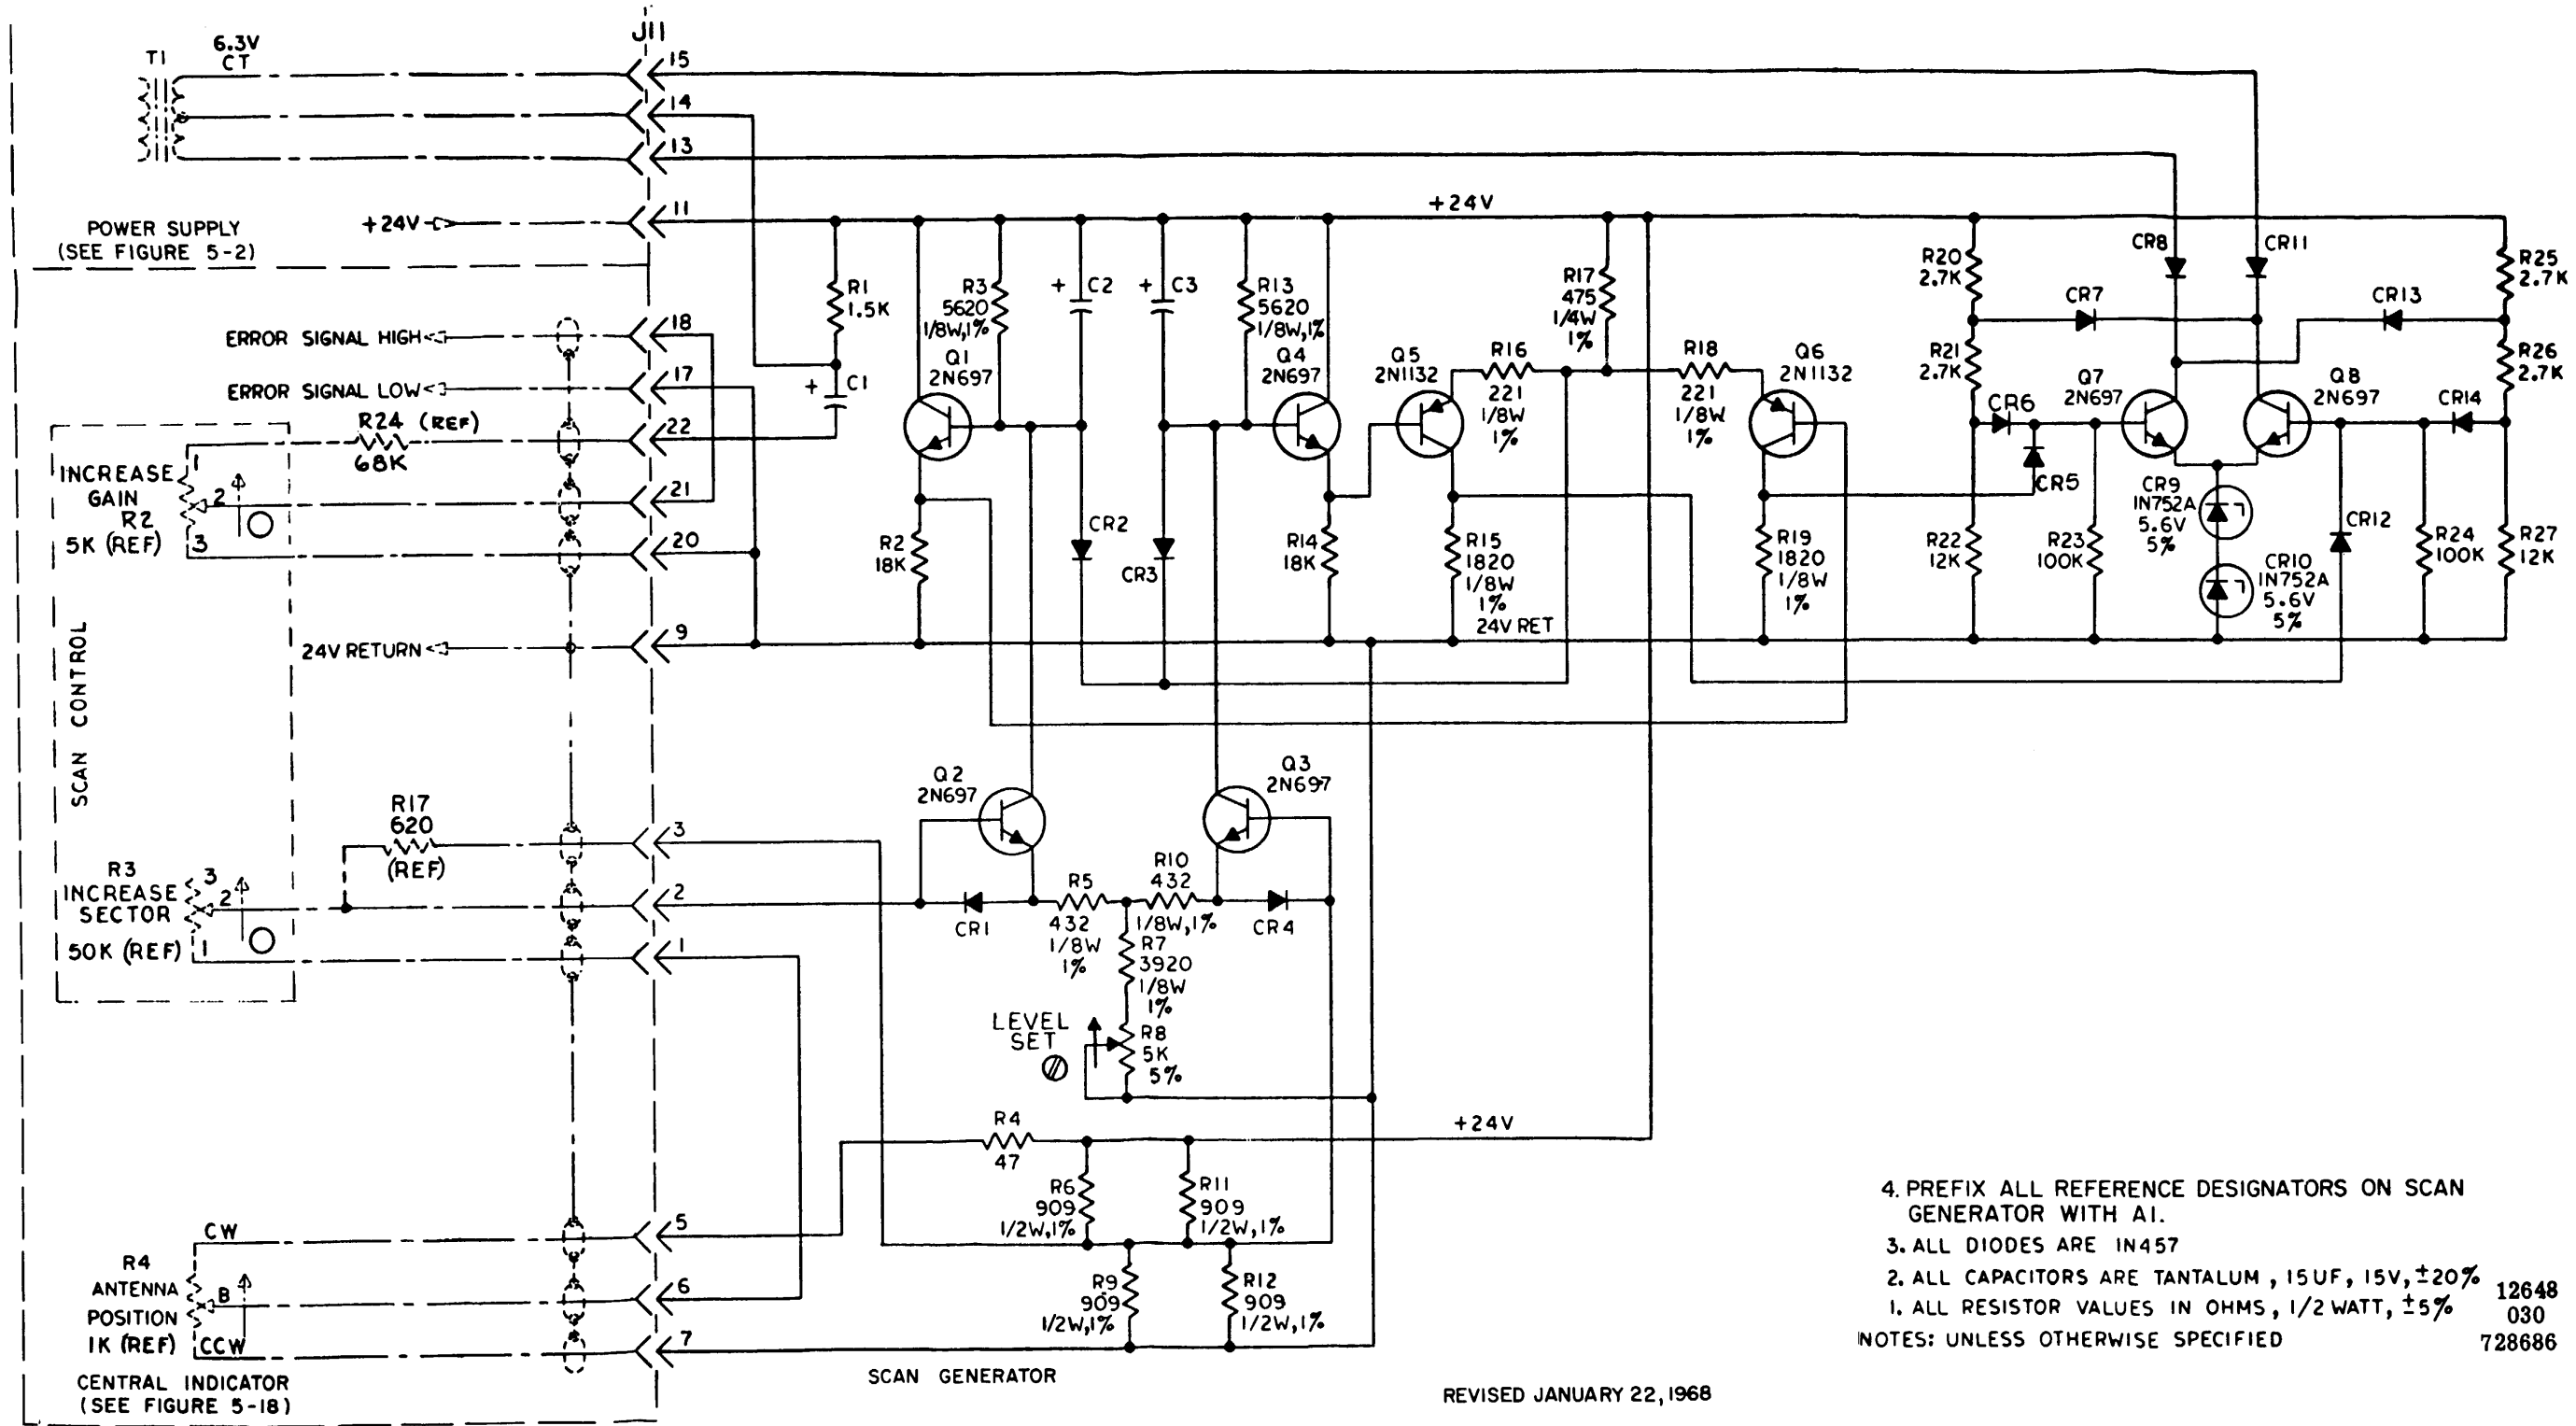 J11
T1
6.3V
CT
15
14
13
POWER SUPPLY
(SEE FIGURE 5-2)
+24V
11
+24V
ERROR SIGNAL HIGH
18
ERROR SIGNAL LOW
17
R24 (REF)
68K
22
INCREASE
GAIN
R2
5K (REF)
1
2
3
21
20
24V RETURN
9
SCAN CONTROL
R17
620
(REF)
3
R3
INCREASE
SECTOR
50K (REF)
3
2
1
2
1
R4
ANTENNA
POSITION
1K (REF)
CW
B
CCW
5
6
7
CENTRAL INDICATOR
(SEE FIGURE 5-18)
R1
1.5K
+
C1
R3
5620
1/8W,1%
Q1
2N697
R2
18K
+ C2
+ C3
CR2
CR3
R13
5620
1/8W,1%
Q4
2N697
R14
18K
Q5
2N1132
R16
221
1/8W
1%
R17
475
1/4W
1%
R18
221
1/8W
1%
Q6
2N1132
R15
1820
1/8W
1%
24V RET
R19
1820
1/8W
1%
R20
2.7K
R21
2.7K
R22
12K
CR7
CR6
CR5
R23
100K
Q7
2N697
CR8
CR11
CR13
Q8
2N697
CR14
CR9
1N752A
5.6V
5%
CR10
1N752A
5.6V
5%
CR12
R24
100K
R25
2.7K
R26
2.7K
R27
12K
Q2
2N697
Q3
2N697
CR1
R5
432
1/8W
1%
R10
432
1/8W,1%
CR4
R7
3920
1/8W
1%
LEVEL
SET
R8
5K
5%
R4
47
+24V
R6
909
1/2W,1%
R11
909
1/2W,1%
R9
909
1/2W,1%
R12
909
1/2W,1%
SCAN GENERATOR
REVISED JANUARY 22,1968
4. PREFIX ALL REFERENCE DESIGNATORS ON SCAN
GENERATOR WITH A1.
3. ALL DIODES ARE 1N457
2. ALL CAPACITORS ARE TANTALUM, 15UF, 15V, ±20%
1. ALL RESISTOR VALUES IN OHMS, 1/2 WATT, ±5%
NOTES: UNLESS OTHERWISE SPECIFIED
12648
030
728686